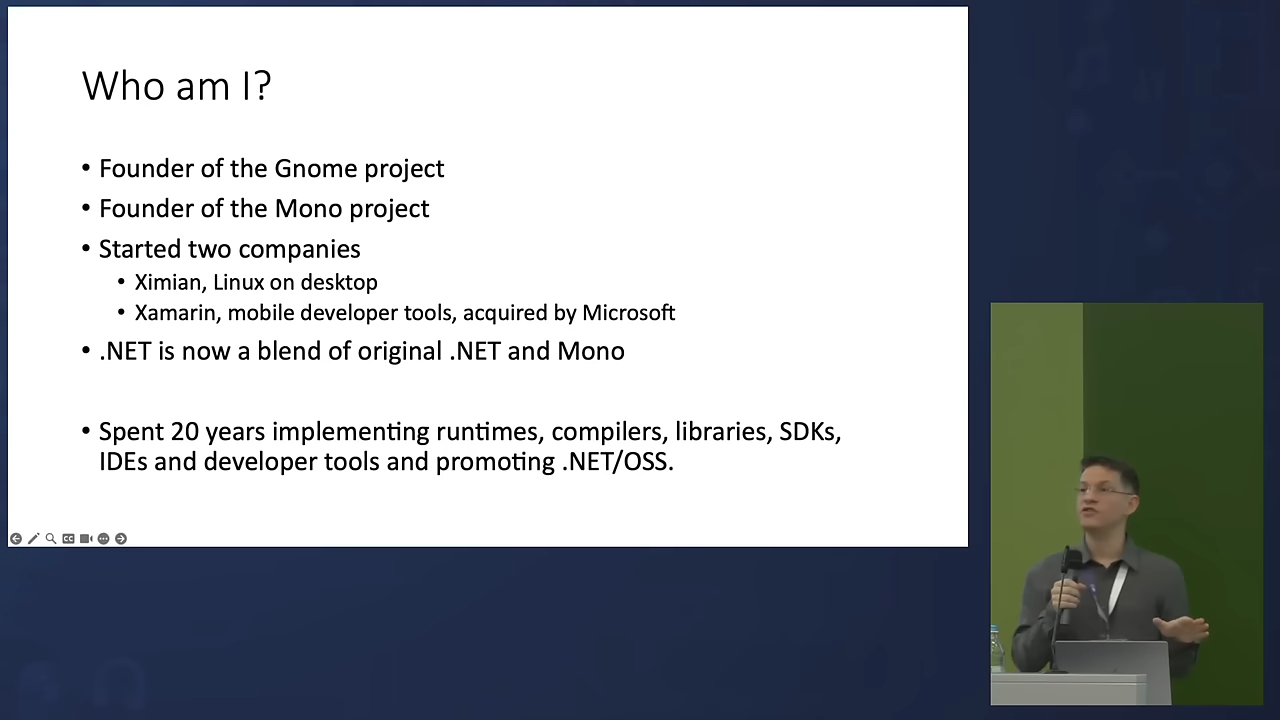 Who am I?
• Founder of the Gnome project
• Founder of the Mono project
• Started two companies
• Ximian, Linux on desktop
• Xamarin, mobile developer tools, acquired by Microsoft
• .NET is now a blend of original .NET and Mono
• Spent 20 years implementing runtimes, compilers, libraries, SDKs,
IDEs and developer tools and promoting .NET/OSS.